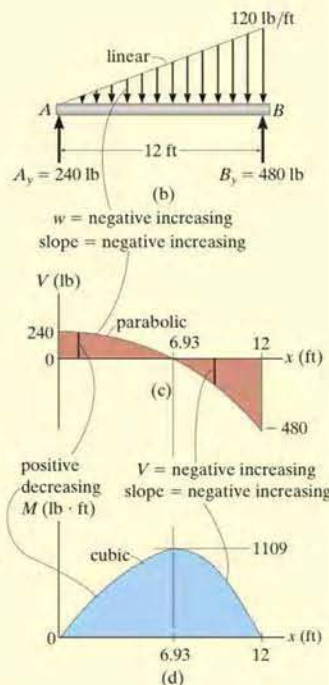 120 lb/ft
linear
A
B
12 ft
A_y = 240 lb
B_y = 480 lb
(b)
w = negative increasing
slope = negative increasing
V (lb)
parabolic
240
6.93
12
0
x (ft)
(c)
– 480
positive
decreasing
M (lb · ft)
V = negative increasing
slope = negative increasing
cubic
1109
0
x (ft)
6.93
12
(d)